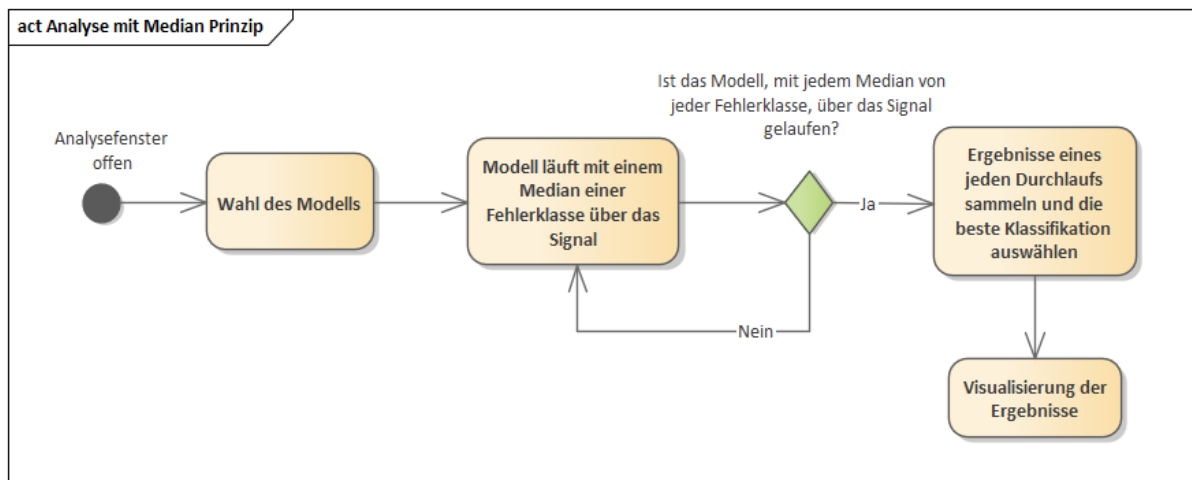 act Analyse mit Median Prinzip
Ist das Modell, mit jedem Median von
jeder Fehlerklasse, über das Signal
gelaufen?
Analysefenster
offen
Wahl des Modells
Modell läuft mit einem
Median einer
Fehlerklasse über das
Signal
Ja
Ergebnisse eines
jeden Durchlaufs
sammeln und die
beste Klassifikation
auswählen
Nein
Visualisierung der
Ergebnisse